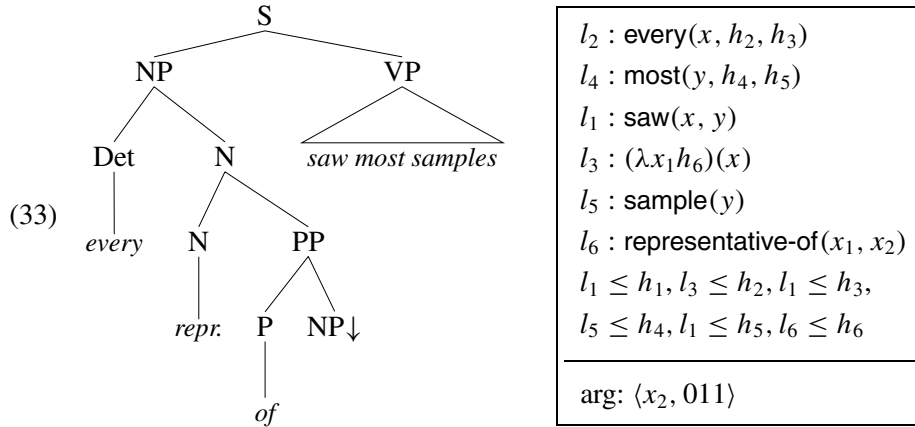 S
NP VP
Det N saw most samples
(33)
every N PP
repr. P NP↓
of
l₂ : every(x, h₂, h₃)
l₄ : most(y, h₄, h₅)
l₁ : saw(x, y)
l₃ : (λx₁h₆)(x)
l₅ : sample(y)
l₆ : representative-of(x₁, x₂)
l₁ ≤ h₁, l₃ ≤ h₂, l₁ ≤ h₃,
l₅ ≤ h₄, l₁ ≤ h₅, l₆ ≤ h₆
arg: ⟨x₂, 011⟩